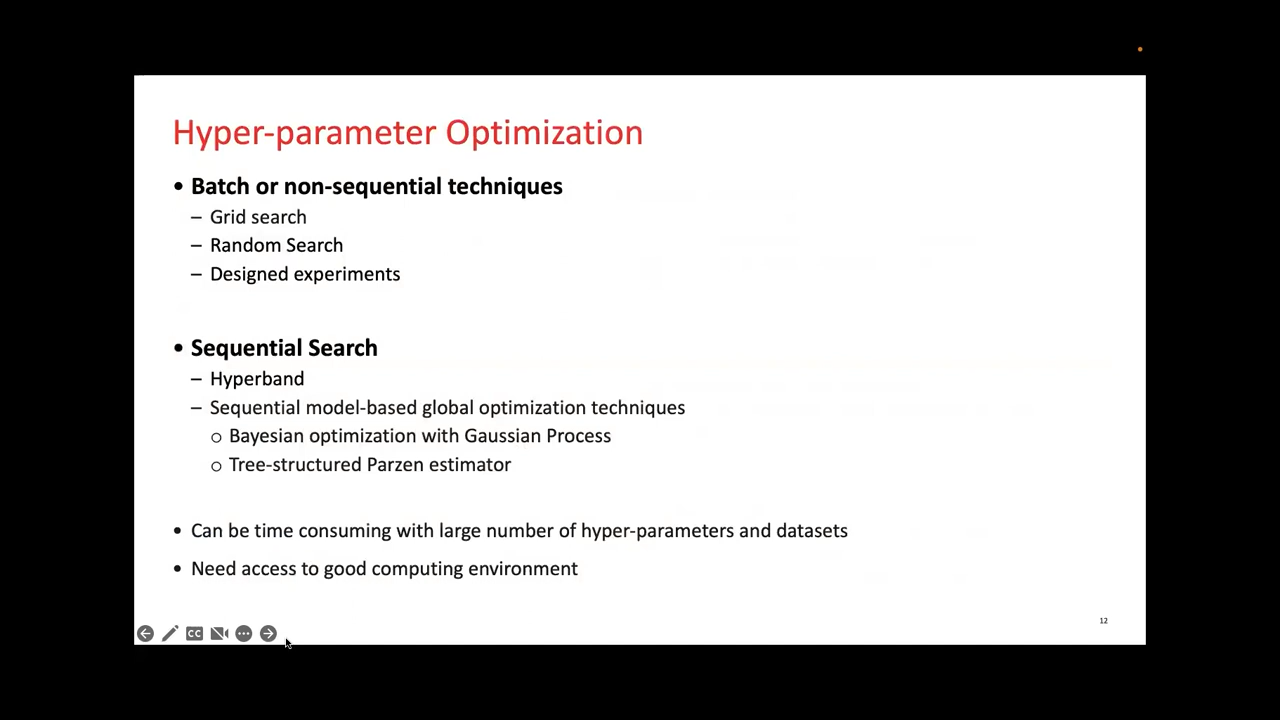 Hyper-parameter Optimization
• Batch or non-sequential techniques
– Grid search
– Random Search
– Designed experiments
• Sequential Search
– Hyperband
– Sequential model-based global optimization techniques
○ Bayesian optimization with Gaussian Process
○ Tree-structured Parzen estimator
• Can be time consuming with large number of hyper-parameters and datasets
• Need access to good computing environment
12
CC